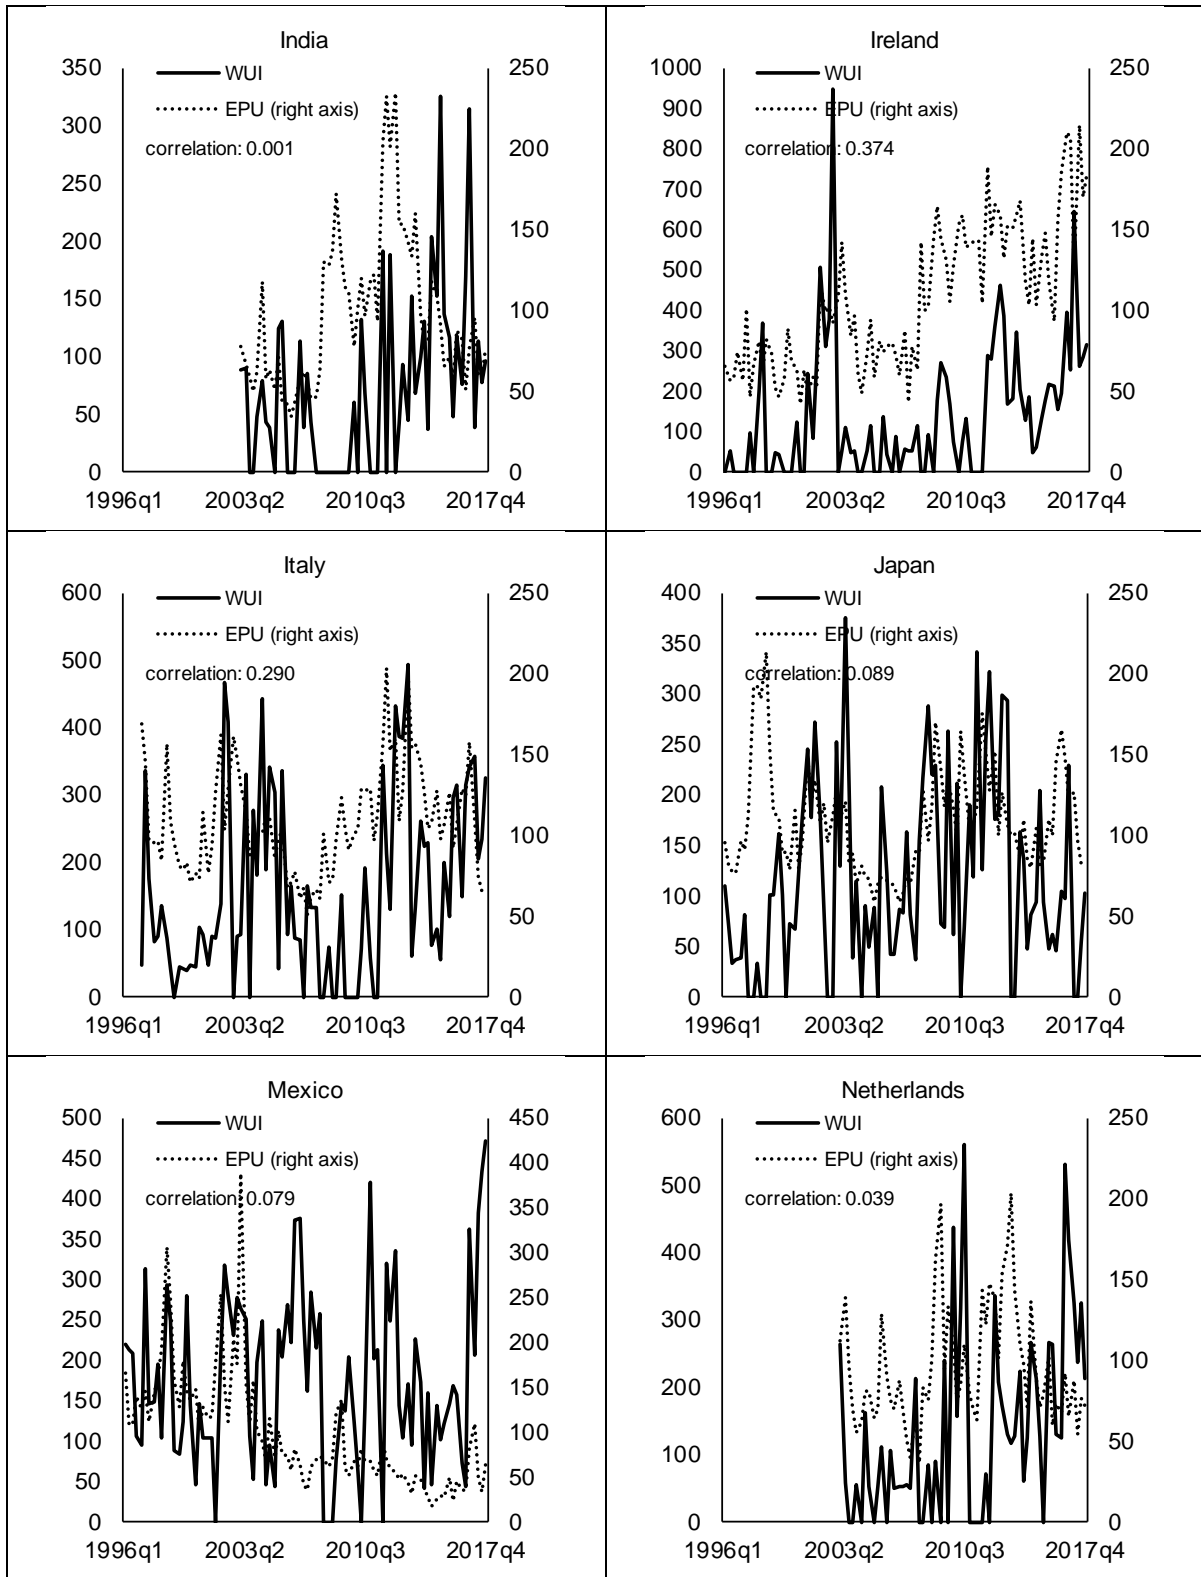 India
350 250
WUI
300
EPU (right axis)
200
250
correlation: 0.001
200
150
150
100
100
50
50
0 0
1996q1 2003q2 2010q3 2017q4
Ireland
1000 250
WUI
900
EPU (right axis)
800
200
correlation: 0.374
700
600
150
500
400
100
300
200
50
100
0 0
1996q1 2003q2 2010q3 2017q4
Italy
600 250
WUI
EPU (right axis)
500
200
correlation: 0.290
400
150
300
100
200
50
100
0 0
1996q1 2003q2 2010q3 2017q4
Japan
400 250
WUI
350
EPU (right axis)
200
correlation: 0.089
300
250
150
200
100
150
100
50
50
0 0
1996q1 2003q2 2010q3 2017q4
Mexico
500 450
WUI
450
400
EPU (right axis)
400
350
correlation: 0.079
350
300
300
250
250
200
200
150
150
100
100
50
50
0 0
1996q1 2003q2 2010q3 2017q4
Netherlands
600 250
WUI
EPU (right axis)
500
200
correlation: 0.039
400
150
300
100
200
50
100
0 0
1996q1 2003q2 2010q3 2017q4